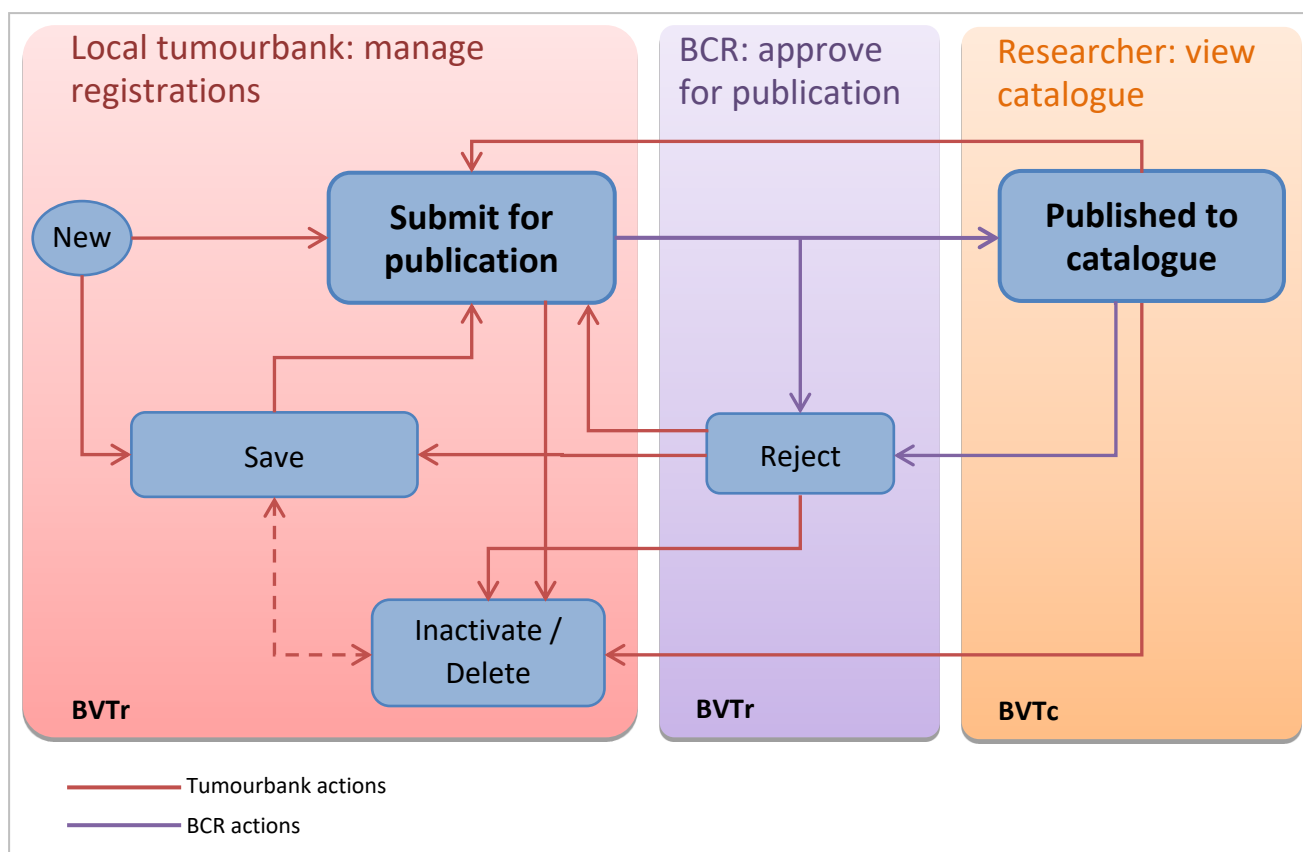 Local tumourbank: manage
registrations
BCR: approve
for publication
Researcher: view
catalogue
New
Submit for
publication
Published to
catalogue
Save
Reject
Inactivate /
Delete
BVTr
BVTr
BVTc
Tumourbank actions
BCR actions